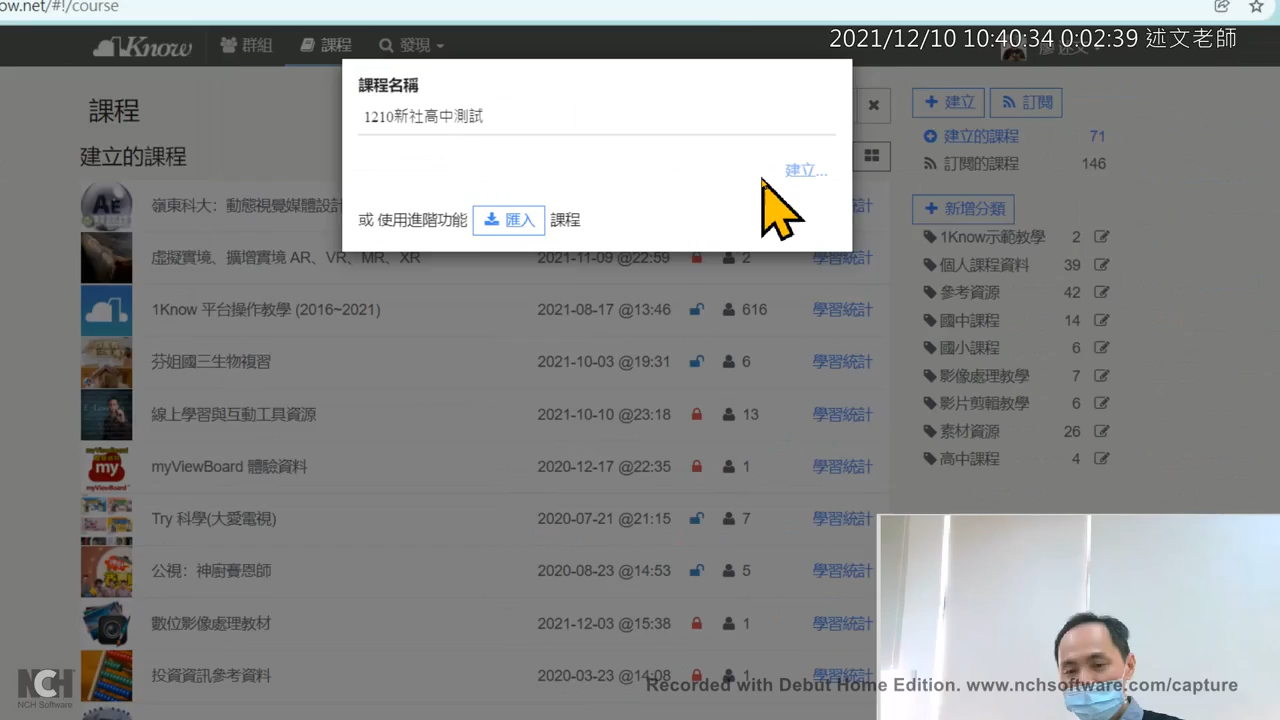 ow.net/#!/course
1Know 群組 課程 發現
2021/12/10 10:40:34 0:02:39 述文老師
課程
建立的課程
課程名稱
1210新社高中測試
建立...
或 使用進階功能 匯入 課程
嶺東科大：動態視覺媒體設計
虛擬實境、擴增實境 AR、VR、MR、XR 2021-11-09 @22:59 2 學習統計
1Know 平台操作教學 (2016~2021) 2021-08-17 @13:46 616 學習統計
芬姐國三生物複習 2021-10-03 @19:31 6 學習統計
線上學習與互動工具資源 2021-10-10 @23:18 13 學習統計
myViewBoard 體驗資料 2020-12-17 @22:35 1 學習統計
Try 科學(大愛電視) 2020-07-21 @21:15 7 學習統計
公視：神廚賽恩師 2020-08-23 @14:53 5 學習統計
數位影像處理教材 2021-12-03 @15:38 1 學習統計
投資資訊參考資料 2020-03-23 @14:08 1 學習統計
建立 訂閱
建立的課程 71
訂閱的課程 146
新增分類
1Know示範教學 2
個人課程資料 39
參考資源 42
國中課程 14
國小課程 6
影像處理教學 7
影片剪輯教學 6
素材資源 26
高中課程 4
AE
my
myViewBoard
NCH
NCH Software
Recorded with Debut Home Edition. www.nchsoftware.com/capture